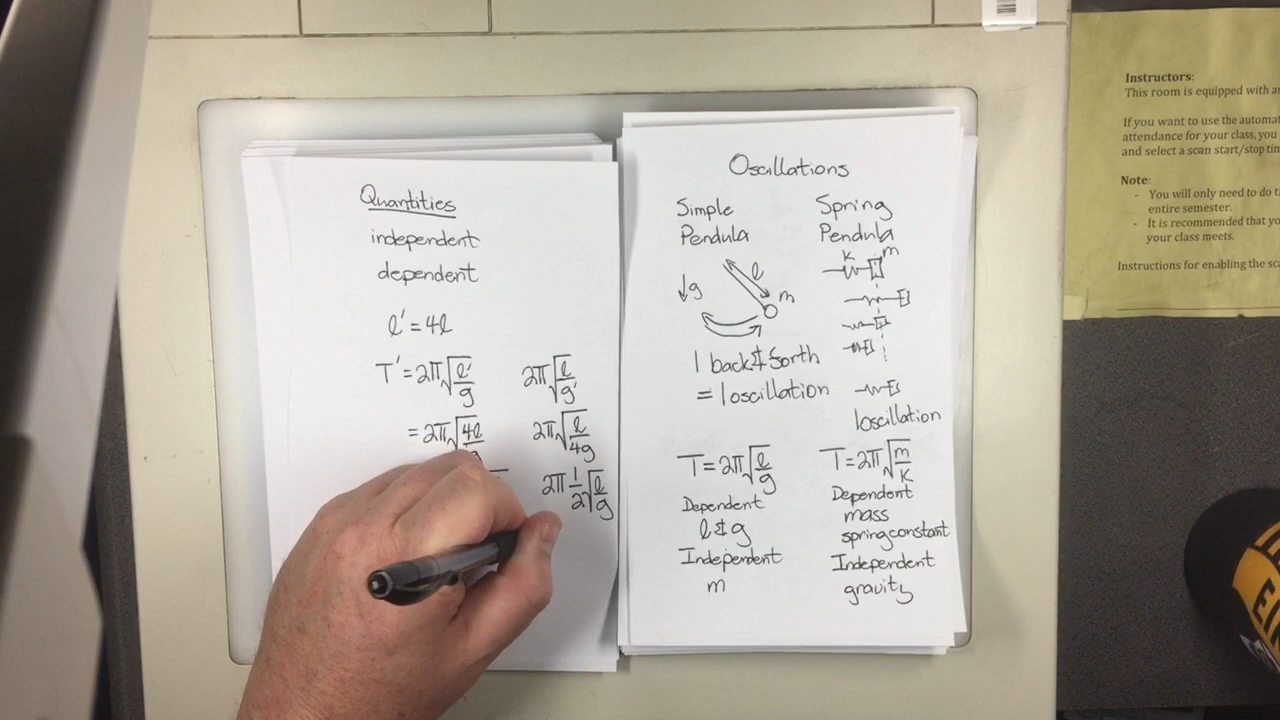 Quantities
independent
dependent
ℓ' = 4ℓ
T' = 2π√(ℓ'/g)
= 2π√(4ℓ/g)
2π√(ℓ/g')
2π√(ℓ/4g)
2π 1/2 √(ℓ/g)
Oscillations
Simple
Pendula
ℓ
g
m
1 back & forth
= 1 oscillation
T = 2π√(ℓ/g)
Dependent
ℓ & g
Independent
m
Spring
Pendula
k m
1 oscillation
T = 2π√(m/k)
Dependent
mass
spring constant
Independent
gravity
Instructors:
This room is equipped with
If you want to use the
attendance for your class, you
and select a scan start/stop
Note:
- You will only need to do
entire semester.
- It is recommended that
your class meets.
Instructions for enabling the